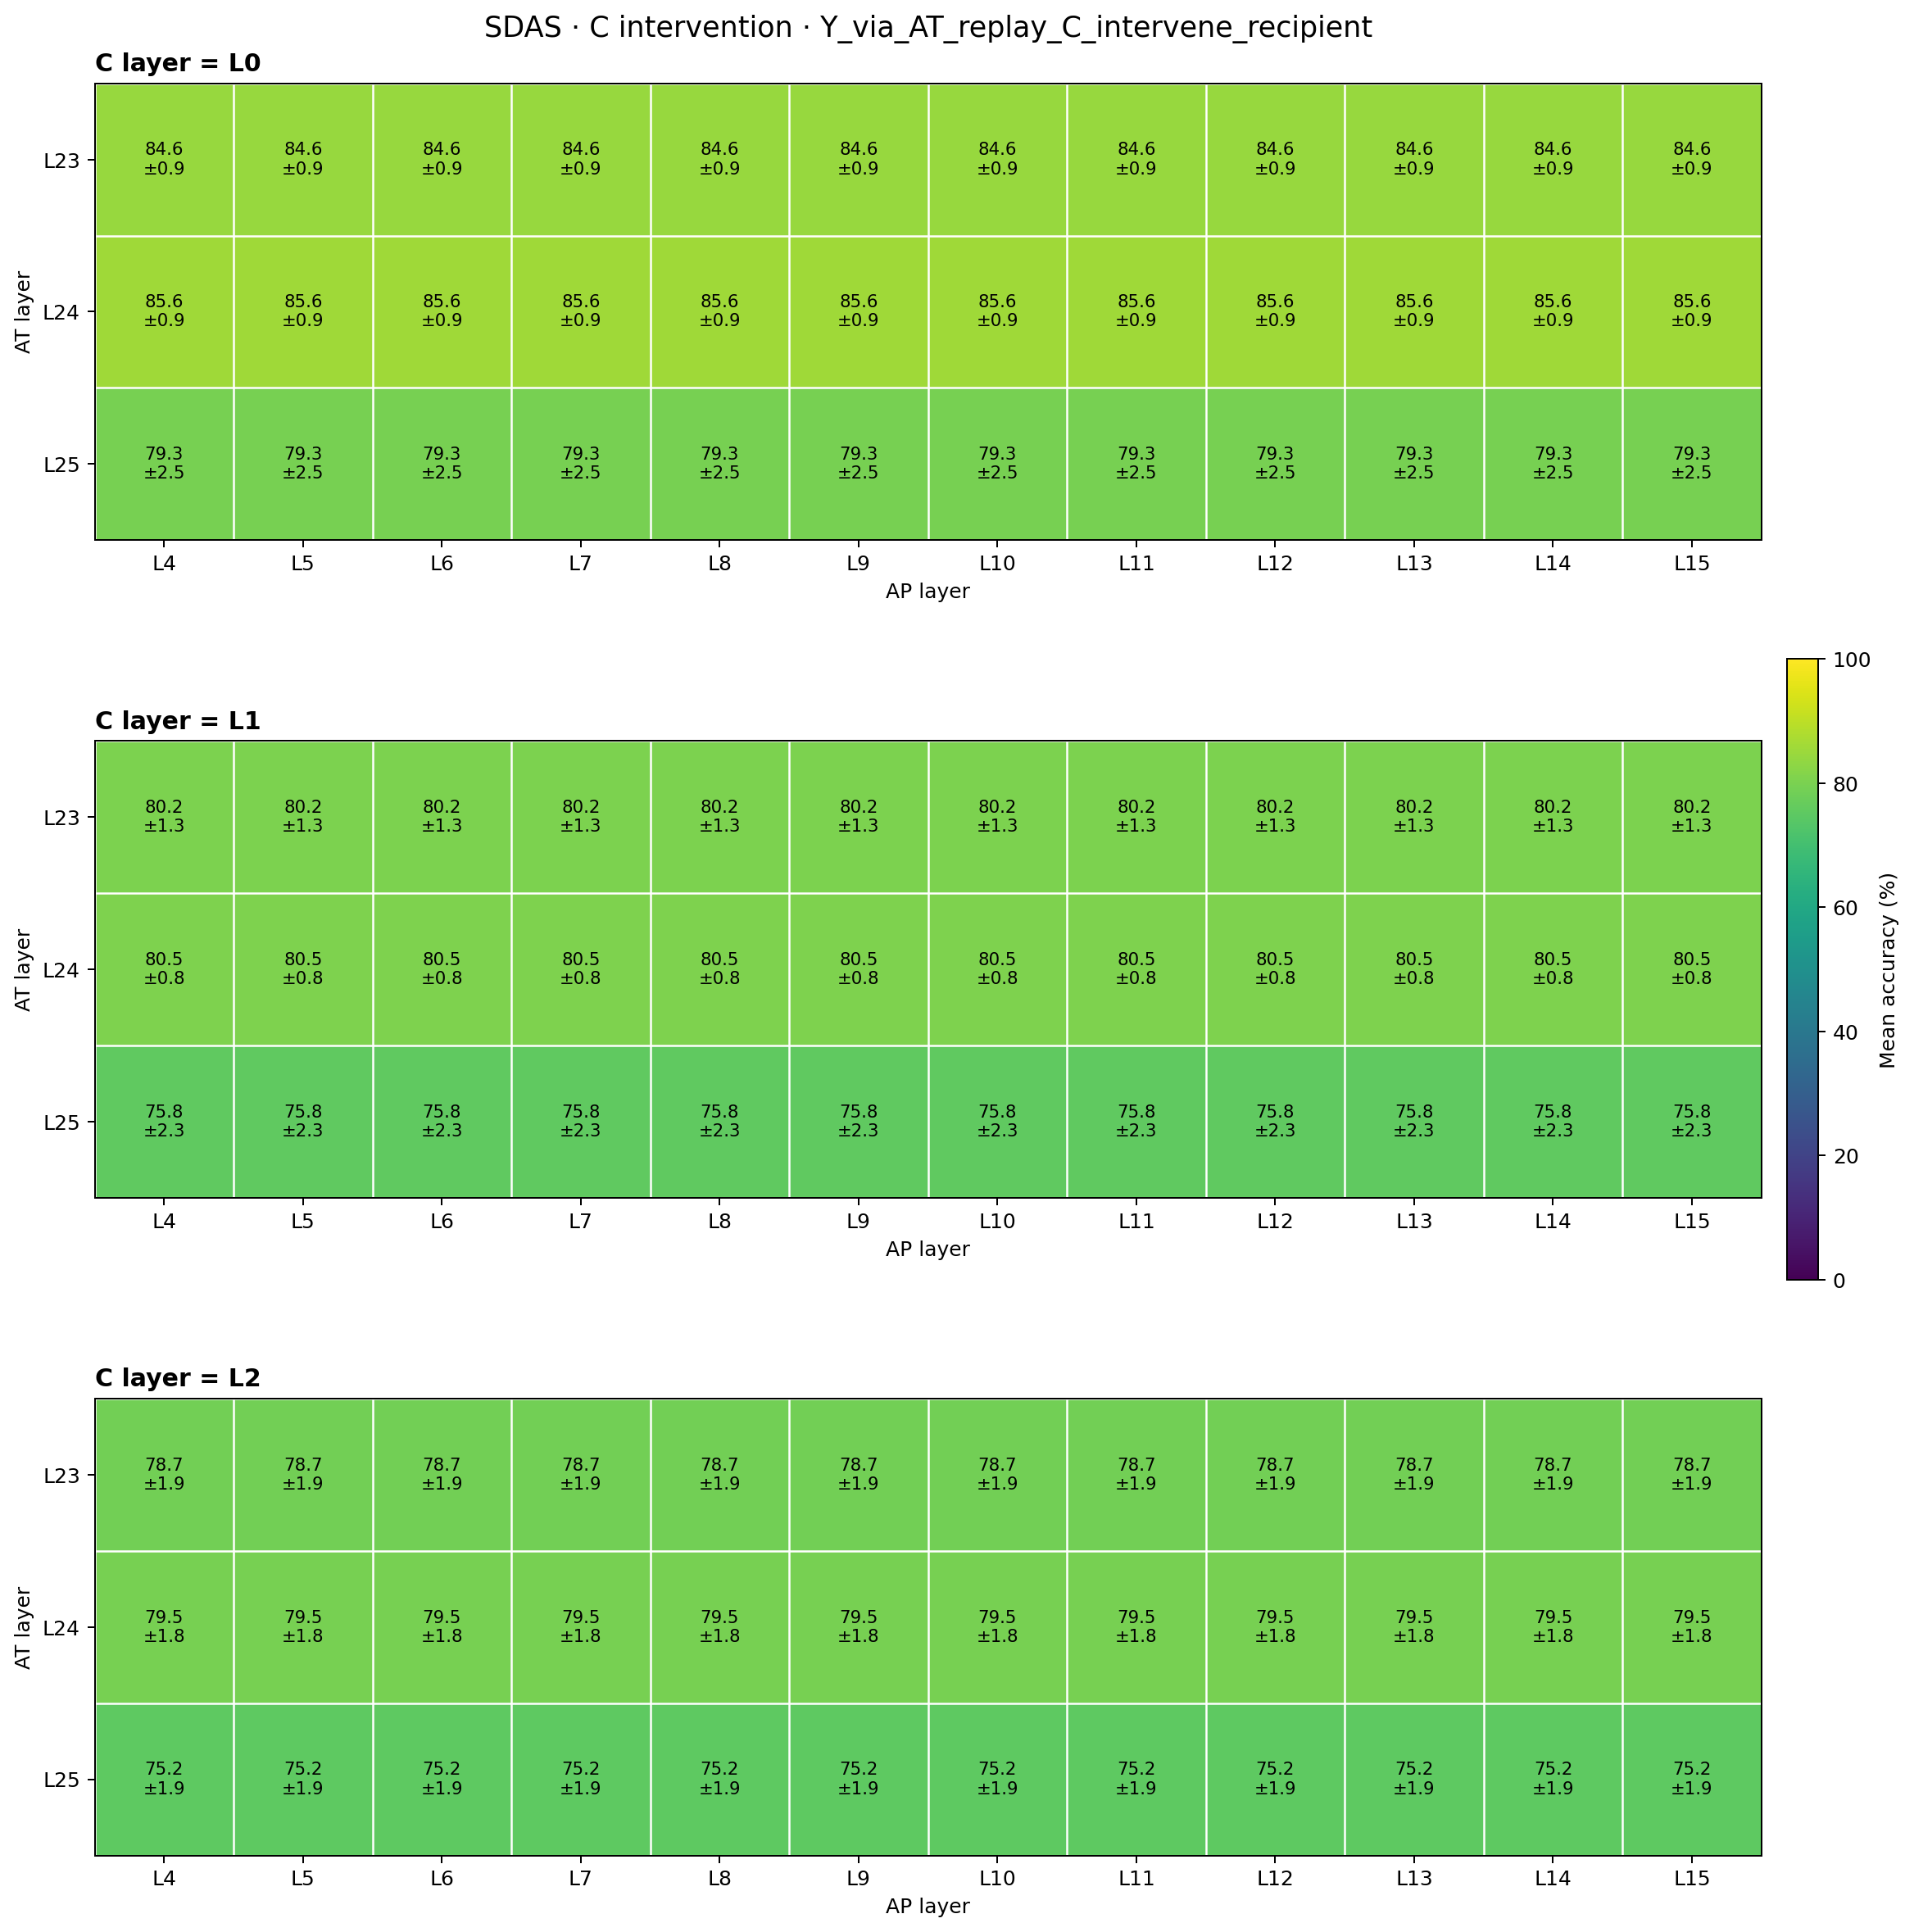 SDAS · C intervention · Y_via_AT_replay_C_intervene_recipient
C layer = L0
AT layer
L23
84.6 84.6 84.6 84.6 84.6 84.6 84.6 84.6 84.6 84.6 84.6 84.6
±0.9 ±0.9 ±0.9 ±0.9 ±0.9 ±0.9 ±0.9 ±0.9 ±0.9 ±0.9 ±0.9 ±0.9
L24
85.6 85.6 85.6 85.6 85.6 85.6 85.6 85.6 85.6 85.6 85.6 85.6
±0.9 ±0.9 ±0.9 ±0.9 ±0.9 ±0.9 ±0.9 ±0.9 ±0.9 ±0.9 ±0.9 ±0.9
L25
79.3 79.3 79.3 79.3 79.3 79.3 79.3 79.3 79.3 79.3 79.3 79.3
±2.5 ±2.5 ±2.5 ±2.5 ±2.5 ±2.5 ±2.5 ±2.5 ±2.5 ±2.5 ±2.5 ±2.5
L4 L5 L6 L7 L8 L9 L10 L11 L12 L13 L14 L15
AP layer
C layer = L1
AT layer
L23
80.2 80.2 80.2 80.2 80.2 80.2 80.2 80.2 80.2 80.2 80.2 80.2
±1.3 ±1.3 ±1.3 ±1.3 ±1.3 ±1.3 ±1.3 ±1.3 ±1.3 ±1.3 ±1.3 ±1.3
L24
80.5 80.5 80.5 80.5 80.5 80.5 80.5 80.5 80.5 80.5 80.5 80.5
±0.8 ±0.8 ±0.8 ±0.8 ±0.8 ±0.8 ±0.8 ±0.8 ±0.8 ±0.8 ±0.8 ±0.8
L25
75.8 75.8 75.8 75.8 75.8 75.8 75.8 75.8 75.8 75.8 75.8 75.8
±2.3 ±2.3 ±2.3 ±2.3 ±2.3 ±2.3 ±2.3 ±2.3 ±2.3 ±2.3 ±2.3 ±2.3
L4 L5 L6 L7 L8 L9 L10 L11 L12 L13 L14 L15
AP layer
100
80
60
40
20
0
Mean accuracy (%)
C layer = L2
AT layer
L23
78.7 78.7 78.7 78.7 78.7 78.7 78.7 78.7 78.7 78.7 78.7 78.7
±1.9 ±1.9 ±1.9 ±1.9 ±1.9 ±1.9 ±1.9 ±1.9 ±1.9 ±1.9 ±1.9 ±1.9
L24
79.5 79.5 79.5 79.5 79.5 79.5 79.5 79.5 79.5 79.5 79.5 79.5
±1.8 ±1.8 ±1.8 ±1.8 ±1.8 ±1.8 ±1.8 ±1.8 ±1.8 ±1.8 ±1.8 ±1.8
L25
75.2 75.2 75.2 75.2 75.2 75.2 75.2 75.2 75.2 75.2 75.2 75.2
±1.9 ±1.9 ±1.9 ±1.9 ±1.9 ±1.9 ±1.9 ±1.9 ±1.9 ±1.9 ±1.9 ±1.9
L4 L5 L6 L7 L8 L9 L10 L11 L12 L13 L14 L15
AP layer